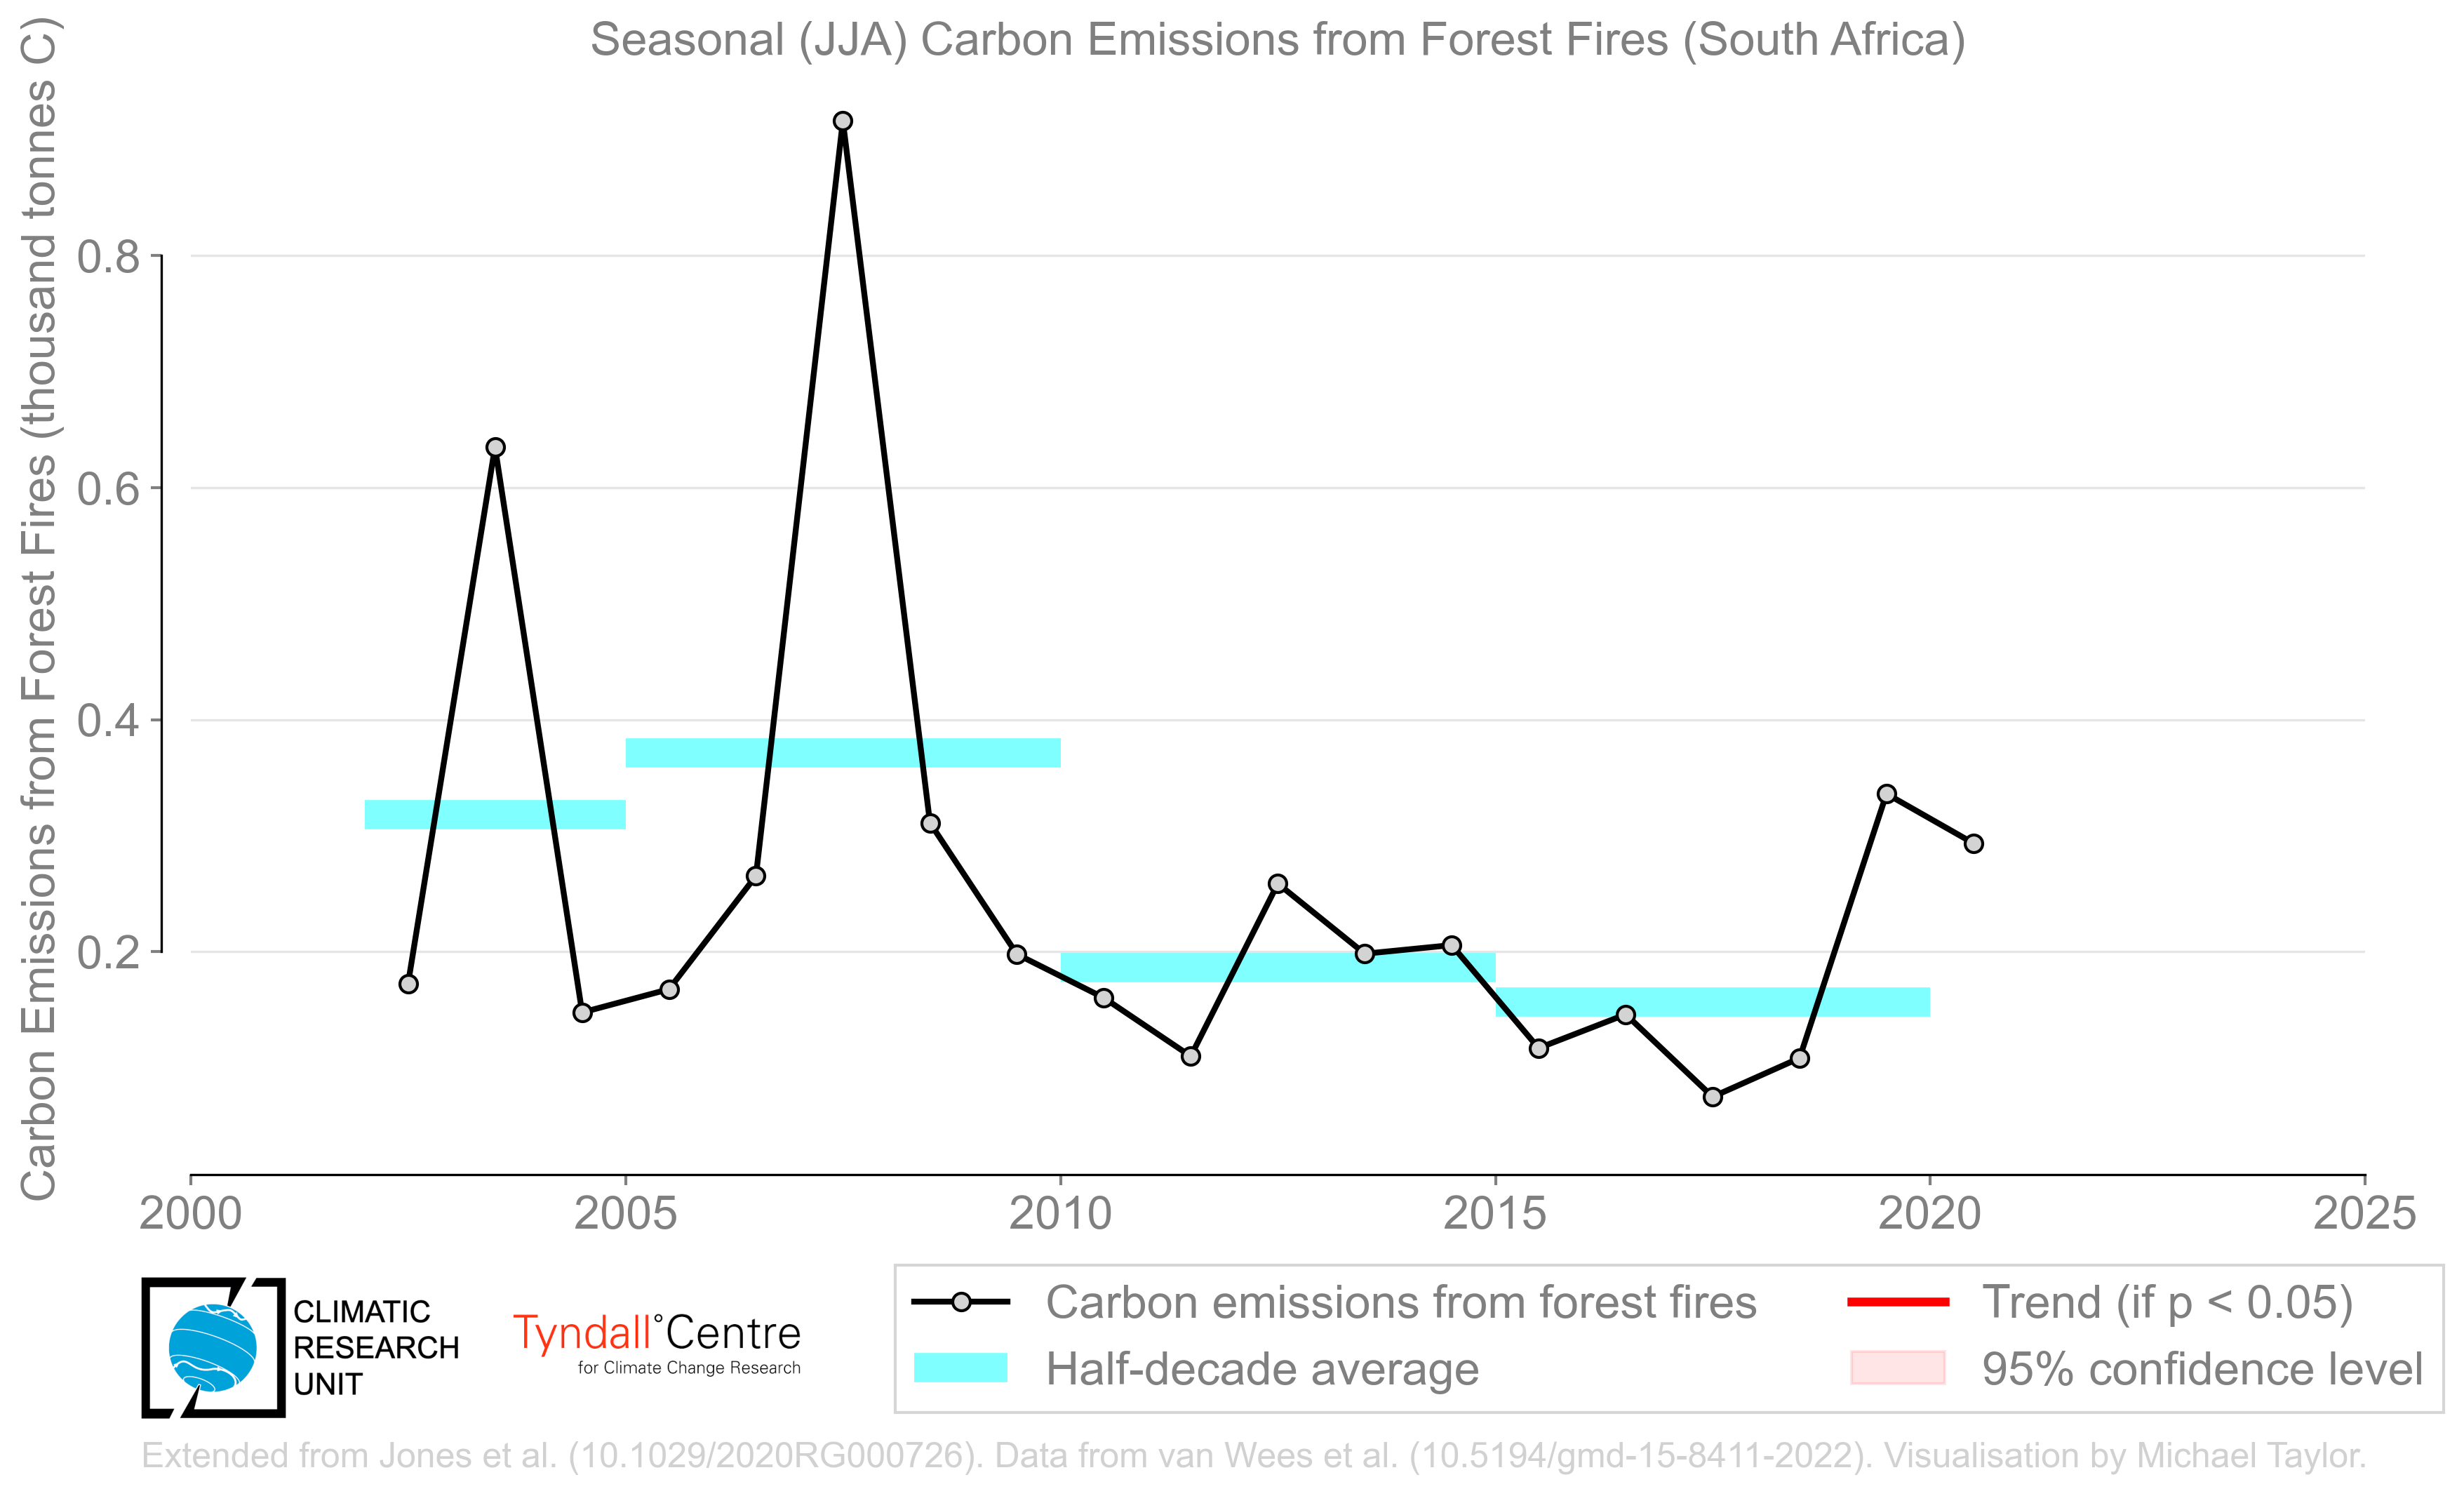 Seasonal (JJA) Carbon Emissions from Forest Fires (South Africa)
Carbon Emissions from Forest Fires (thousand tonnes C)
0.8
0.6
0.4
0.2
2000
2005
2010
2015
2020
2025
CLIMATIC
RESEARCH
UNIT
Tyndall°Centre
for Climate Change Research
Carbon emissions from forest fires
Half-decade average
Trend (if p < 0.05)
95% confidence level
Extended from Jones et al. (10.1029/2020RG000726). Data from van Wees et al. (10.5194/gmd-15-8411-2022). Visualisation by Michael Taylor.